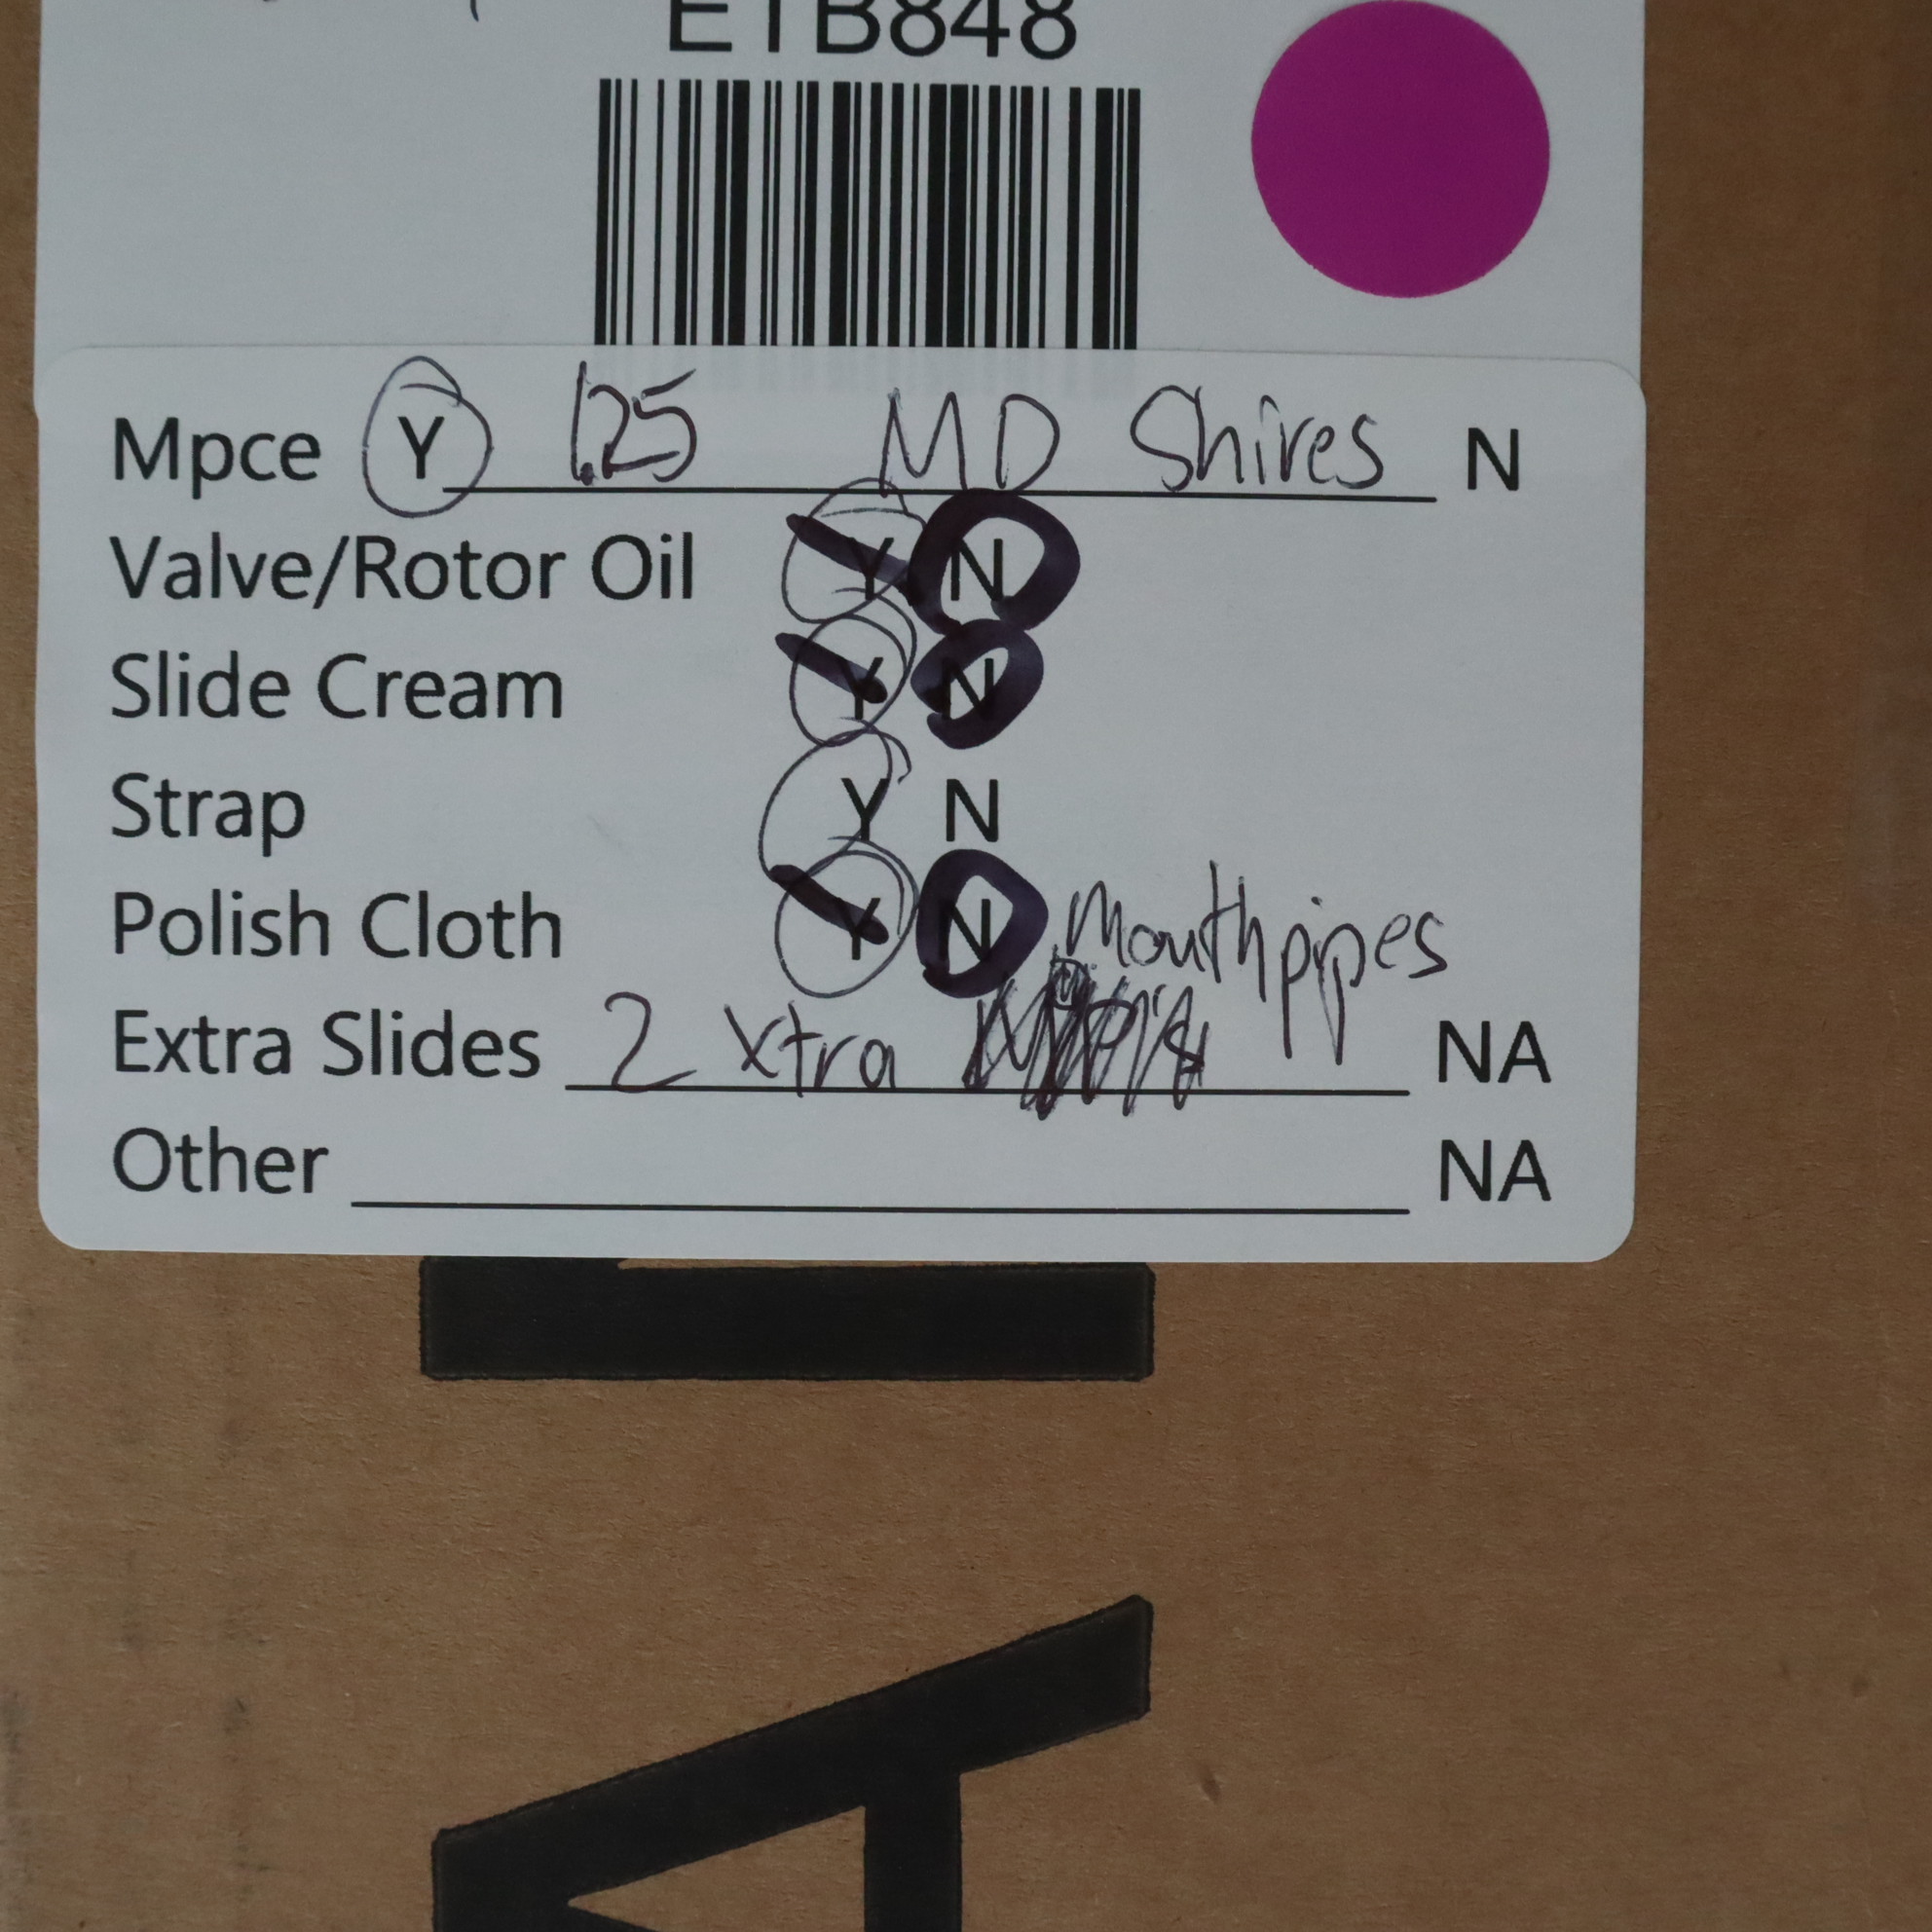 ETB848
Mpce Y 1.25 MD Shires N
Valve/Rotor Oil Y N
Slide Cream Y N
Strap Y N
Polish Cloth Y N Mouthpipes
Extra Slides 2 Xtra NA
Other NA
A